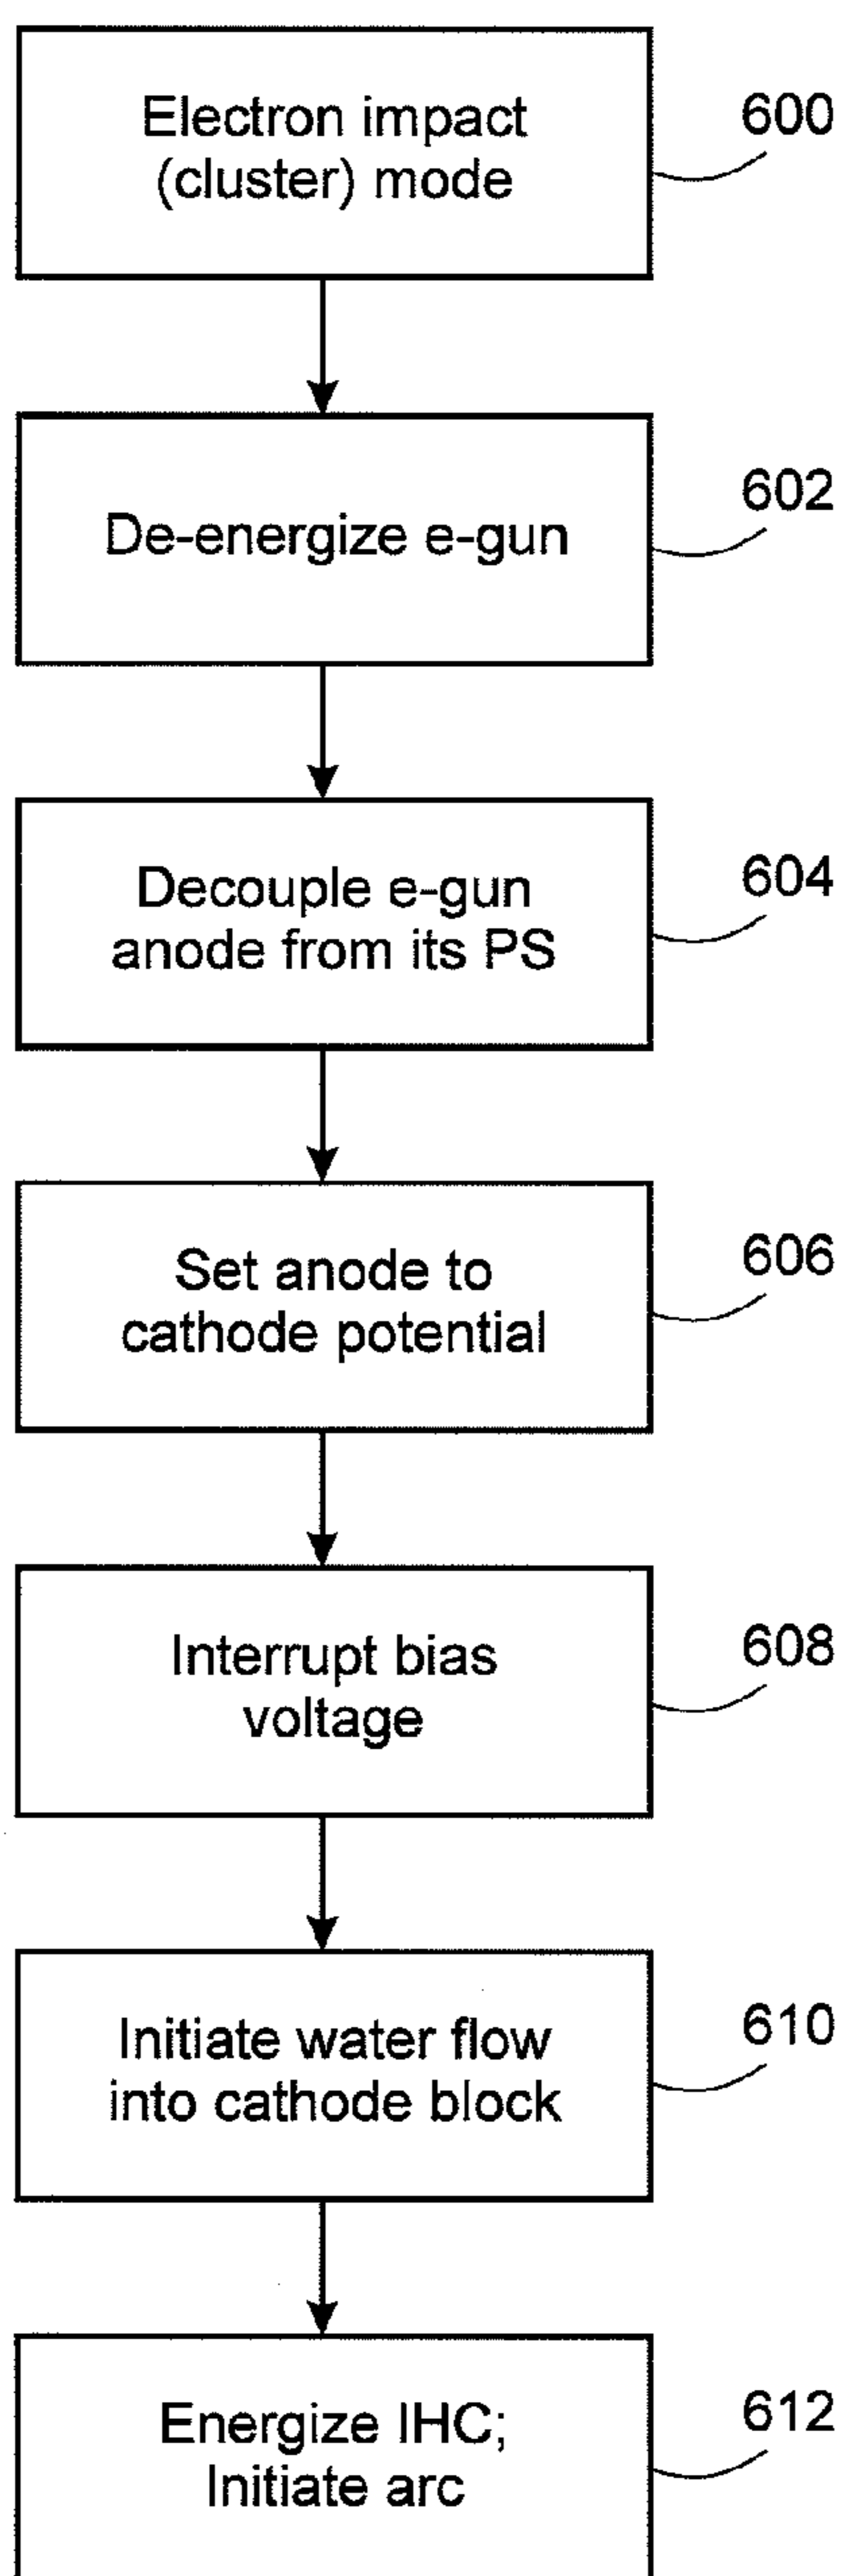 Electron impact
(cluster) mode
600
De-energize e-gun
602
Decouple e-gun
anode from its PS
604
Set anode to
cathode potential
606
Interrupt bias
voltage
608
Initiate water flow
into cathode block
610
Energize IHC;
Initiate arc
612